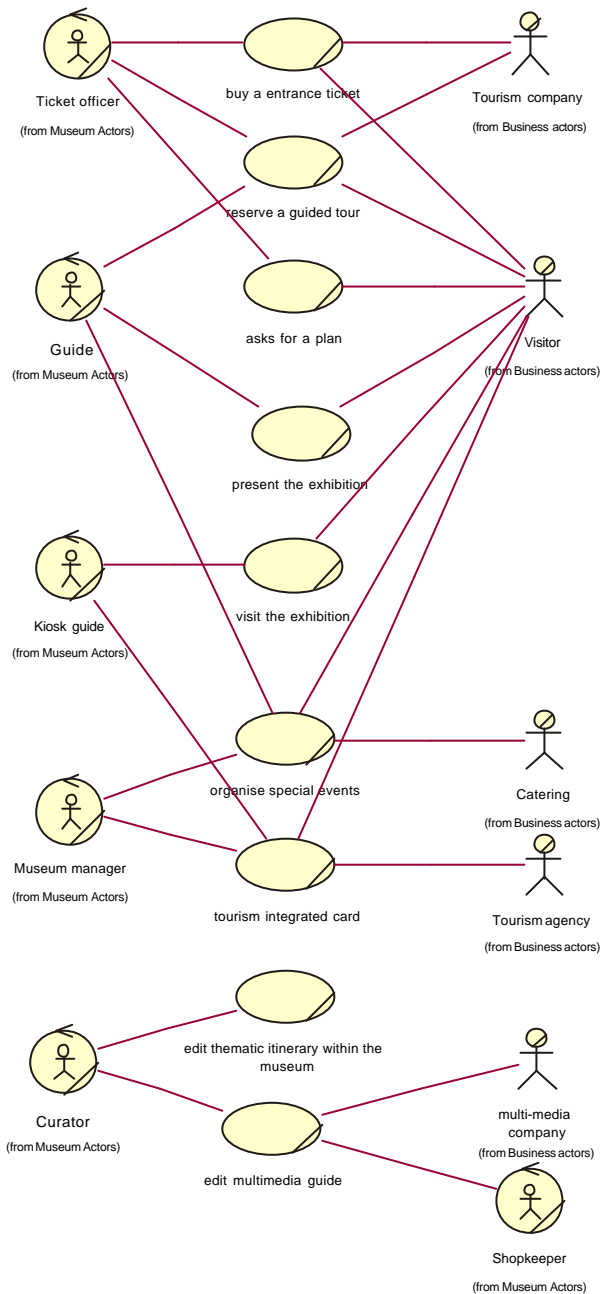 Ticket officer
(from Museum Actors)
buy a entrance ticket
Tourism company
(from Business actors)
reserve a guided tour
Guide
(from Museum Actors)
asks for a plan
Visitor
(from Business actors)
present the exhibition
Kiosk guide
(from Museum Actors)
visit the exhibition
organise special events
Catering
(from Business actors)
Museum manager
(from Museum Actors)
tourism integrated card
Tourism agency
(from Business actors)
edit thematic itinerary within the
museum
Curator
(from Museum Actors)
multi-media
company
(from Business actors)
edit multimedia guide
Shopkeeper
(from Museum Actors)